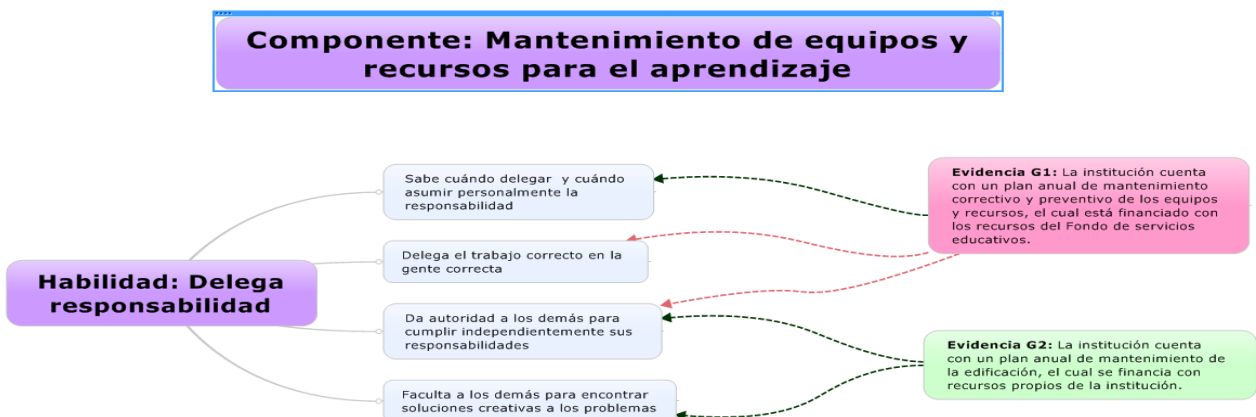 Componente: Mantenimiento de equipos y
recursos para el aprendizaje
Sabe cuándo delegar y cuándo
asumir personalmente la
responsabilidad
Evidencia G1: La institución cuenta
con un plan anual de mantenimiento
correctivo y preventivo de los equipos
y recursos, el cual está financiado con
los recursos del Fondo de servicios
educativos.
Delega el trabajo correcto en la
gente correcta
Habilidad: Delega
responsabilidad
Da autoridad a los demás para
cumplir independientemente sus
responsabilidades
Evidencia G2: La institución cuenta
con un plan anual de mantenimiento de
la edificación, el cual se financia con
recursos propios de la institución.
Faculta a los demás para encontrar
soluciones creativas a los problemas